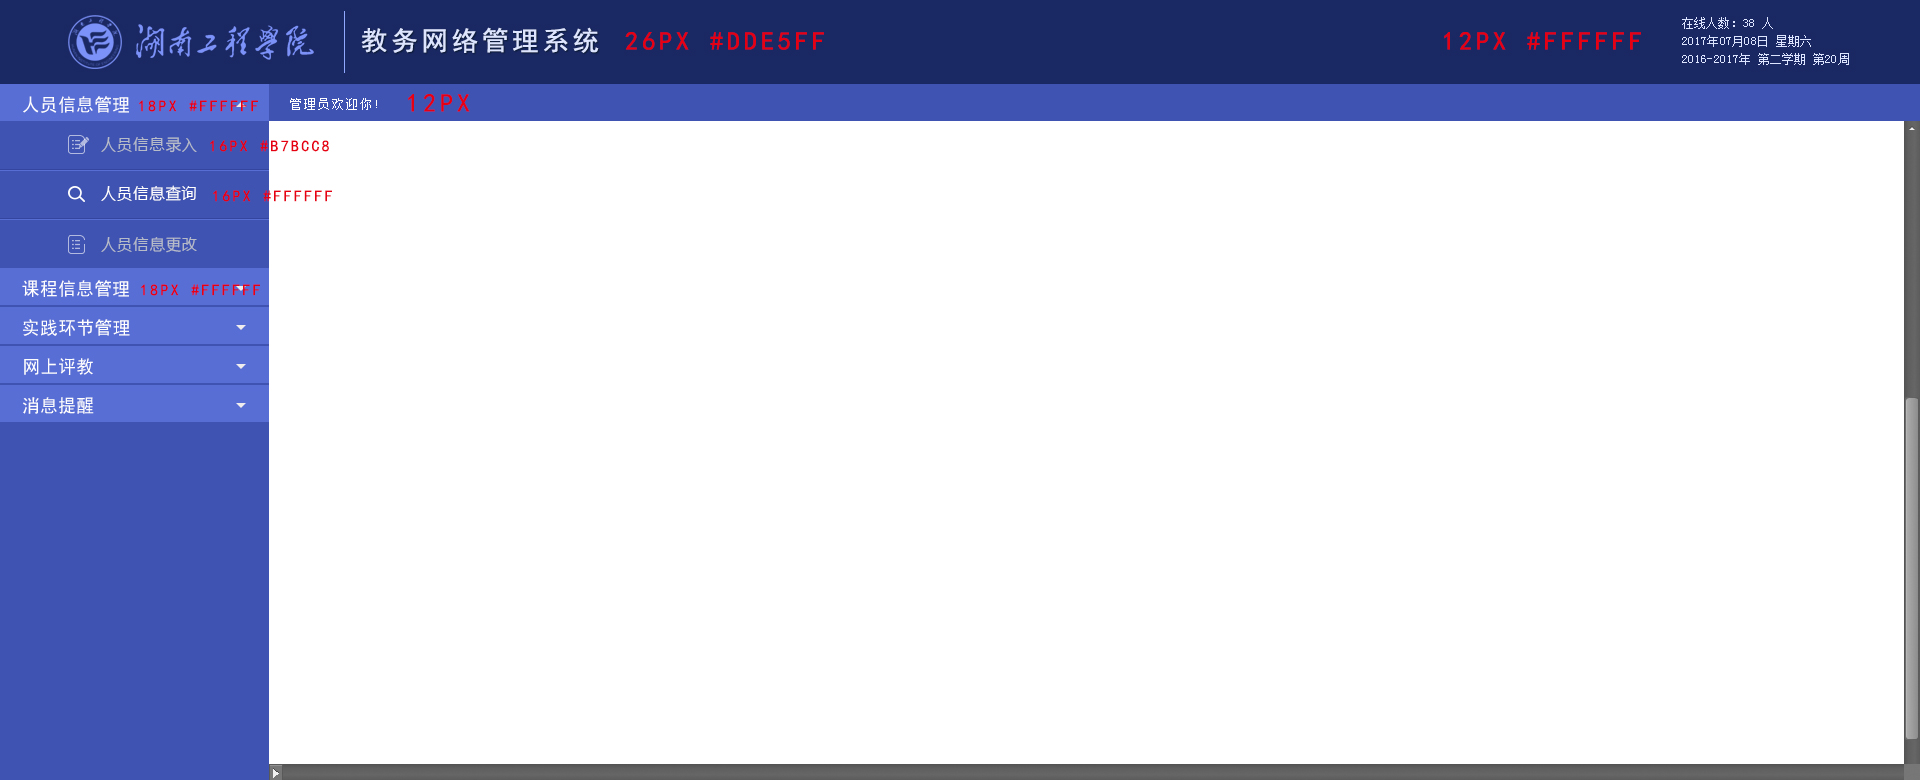 湖南工程學院
教务网络管理系统 26PX #DDE5FF
12PX #FFFFFF
在线人数: 38 人
2017年07月08日 星期六
2016-2017年 第二学期 第20周
人员信息管理 18PX #FFFFFF
管理员欢迎你! 12PX
人员信息录入 16PX #B7BCC8
人员信息查询 16PX #FFFFFF
人员信息更改
课程信息管理 18PX #FFFFFF
实践环节管理
网上评教
消息提醒